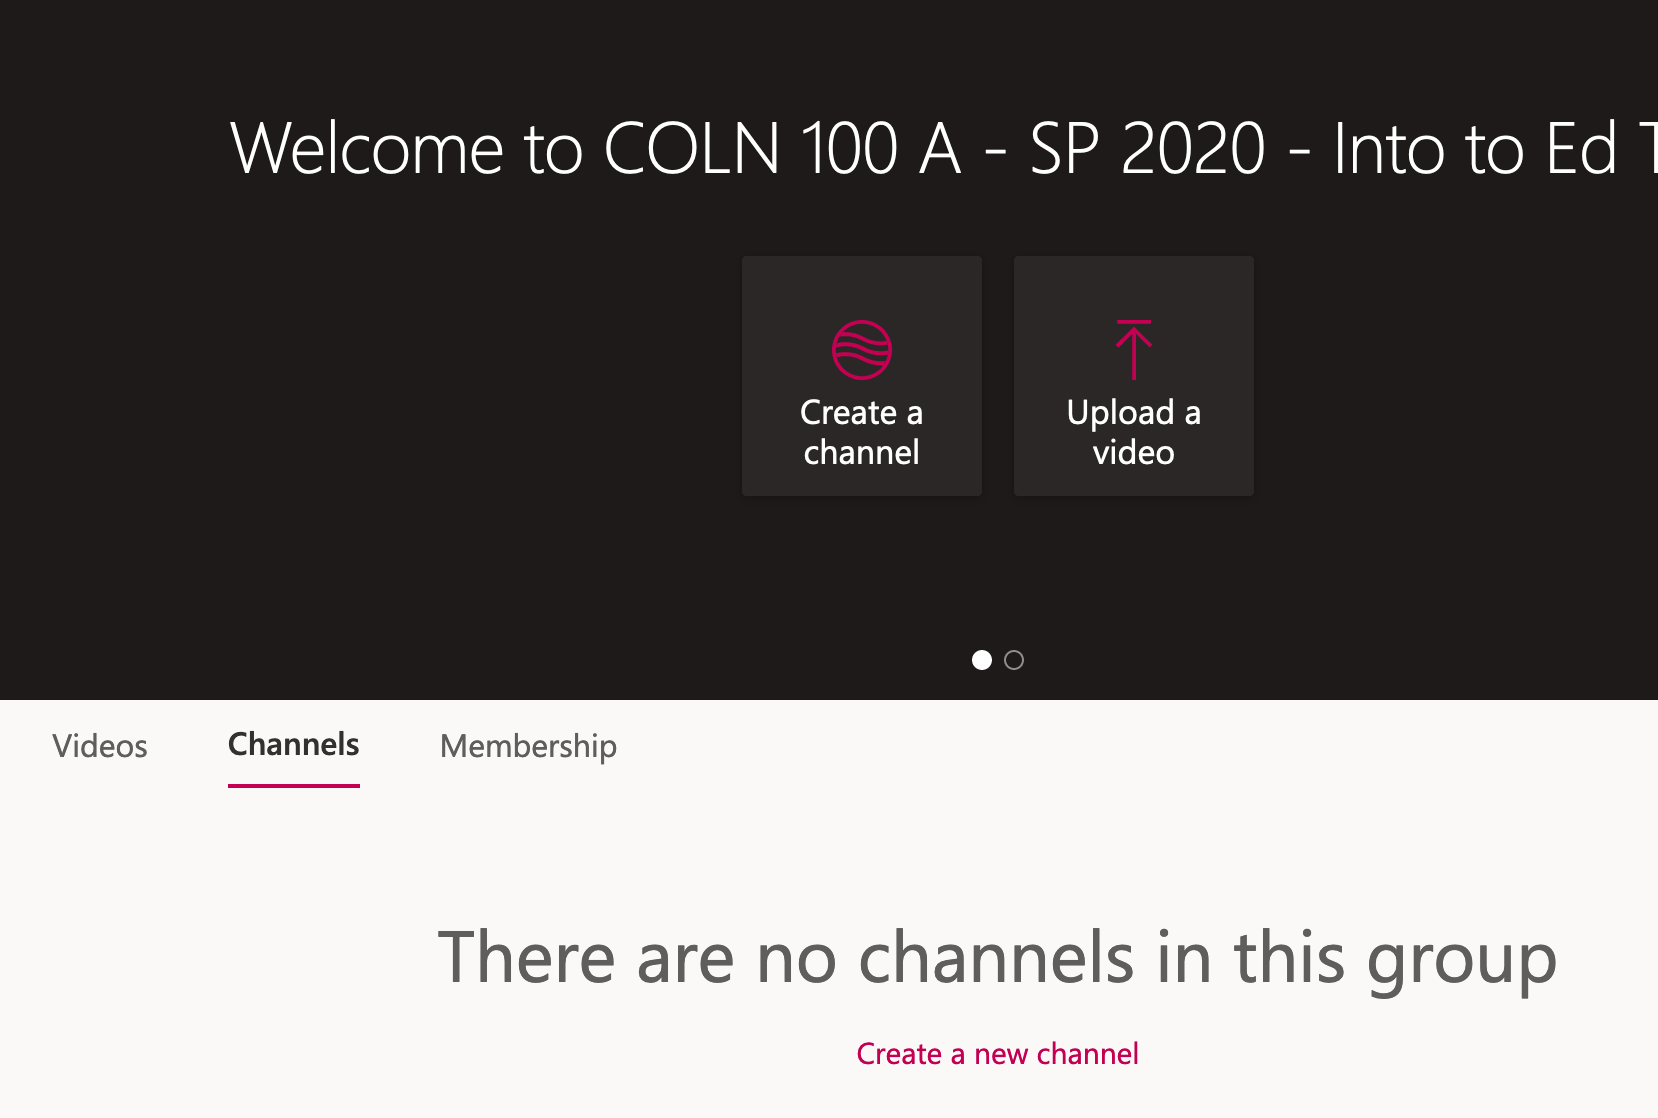 Welcome to COLN 100 A - SP 2020 - Into to Ed
Create a
channel
Upload a
video
Videos
Channels
Membership
There are no channels in this group
Create a new channel